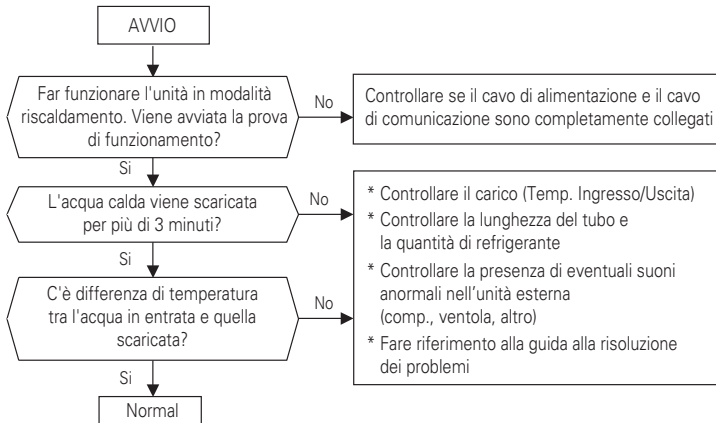 AVVIO
Far funzionare l'unità in modalità
riscaldamento. Viene avviata la prova
di funzionamento?
No
Controllare se il cavo di alimentazione e il cavo
di comunicazione sono completamente collegati
Si
L'acqua calda viene scaricata
per più di 3 minuti?
No
* Controllare il carico (Temp. Ingresso/Uscita)
* Controllare la lunghezza del tubo e
la quantità di refrigerante
* Controllare la presenza di eventuali suoni
anormali nell'unità esterna
(comp., ventola, altro)
* Fare riferimento alla guida alla risoluzione
dei problemi
Si
C'è differenza di temperatura
tra l'acqua in entrata e quella
scaricata?
No
Si
Normal